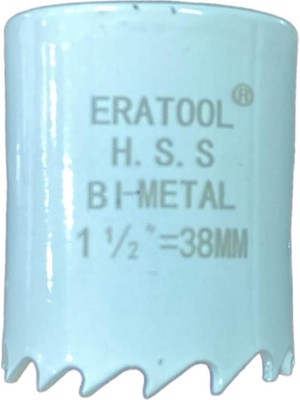 ERATOOL®
H.S.S
BI-METAL
1 ½"=38MM